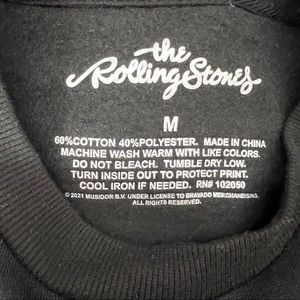 the
Rolling Stones
M
60%COTTON 40%POLYESTER. MADE IN CHINA
MACHINE WASH WARM WITH LIKE COLORS.
DO NOT BLEACH. TUMBLE DRY LOW.
TURN INSIDE OUT TO PROTECT PRINT.
COOL IRON IF NEEDED. RN# 102050
© 2021 MUSIDOR B.V. UNDER LICENSE TO BRAVADO MERCHANDISING.
ALL RIGHTS RESERVED.